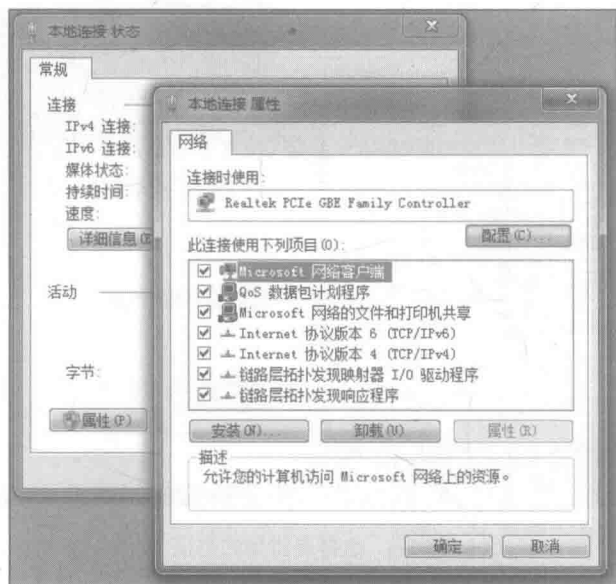 本地连接 状态
常规
连接
IPv4 连接:
IPv6 连接:
媒体状态:
持续时间:
速度:
详细信息(E
活动
字节:
属性(P)
本地连接 属性
网络
连接时使用:
Realtek PCIe GBE Family Controller
配置(C)...
此连接使用下列项目(O):
Microsoft 网络客户端
QoS 数据包计划程序
Microsoft 网络的文件和打印机共享
Internet 协议版本 6 (TCP/IPv6)
Internet 协议版本 4 (TCP/IPv4)
链路层拓扑发现映射器 I/O 驱动程序
链路层拓扑发现响应程序
安装(N)...
卸载(U)
属性(R)
描述
允许您的计算机访问 Microsoft 网络上的资源。
确定
取消